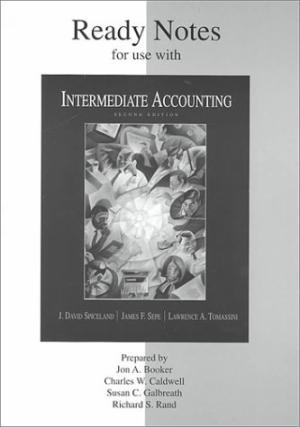 Ready Notes
for use with
INTERMEDIATE ACCOUNTING
SECOND EDITION
J. DAVID SPICELAND | JAMES F. SEPE | LAWRENCE A. TOMASSINI
Prepared by
Jon A. Booker
Charles W. Caldwell
Susan C. Galbreath
Richard S. Rand